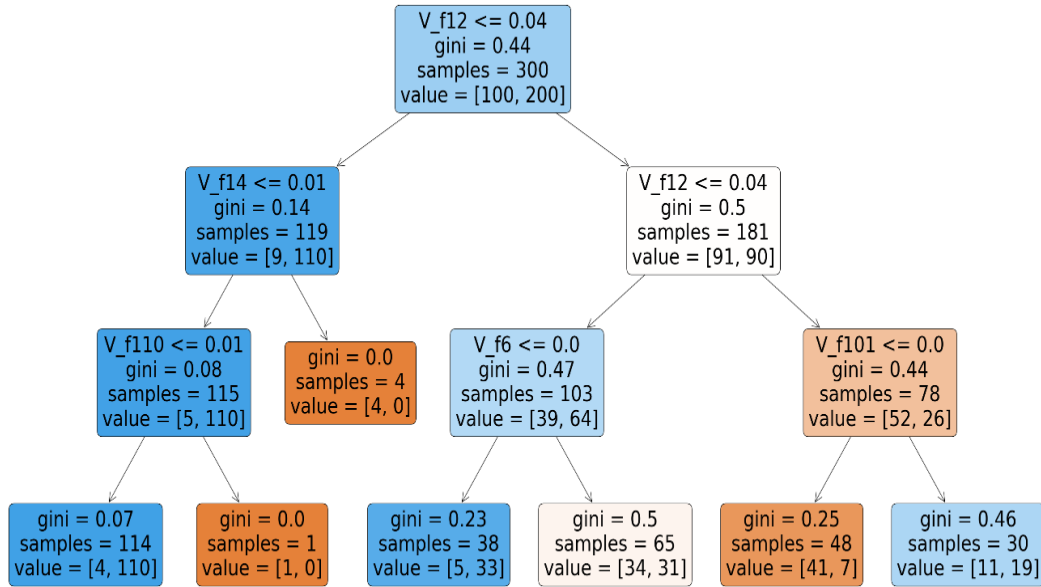 V_f12 <= 0.04
gini = 0.44
samples = 300
value = [100, 200]
V_f14 <= 0.01
gini = 0.14
samples = 119
value = [9, 110]
V_f12 <= 0.04
gini = 0.5
samples = 181
value = [91, 90]
V_f110 <= 0.01
gini = 0.08
samples = 115
value = [5, 110]
gini = 0.0
samples = 4
value = [4, 0]
V_f6 <= 0.0
gini = 0.47
samples = 103
value = [39, 64]
V_f101 <= 0.0
gini = 0.44
samples = 78
value = [52, 26]
gini = 0.07
samples = 114
value = [4, 110]
gini = 0.0
samples = 1
value = [1, 0]
gini = 0.23
samples = 38
value = [5, 33]
gini = 0.5
samples = 65
value = [34, 31]
gini = 0.25
samples = 48
value = [41, 7]
gini = 0.46
samples = 30
value = [11, 19]